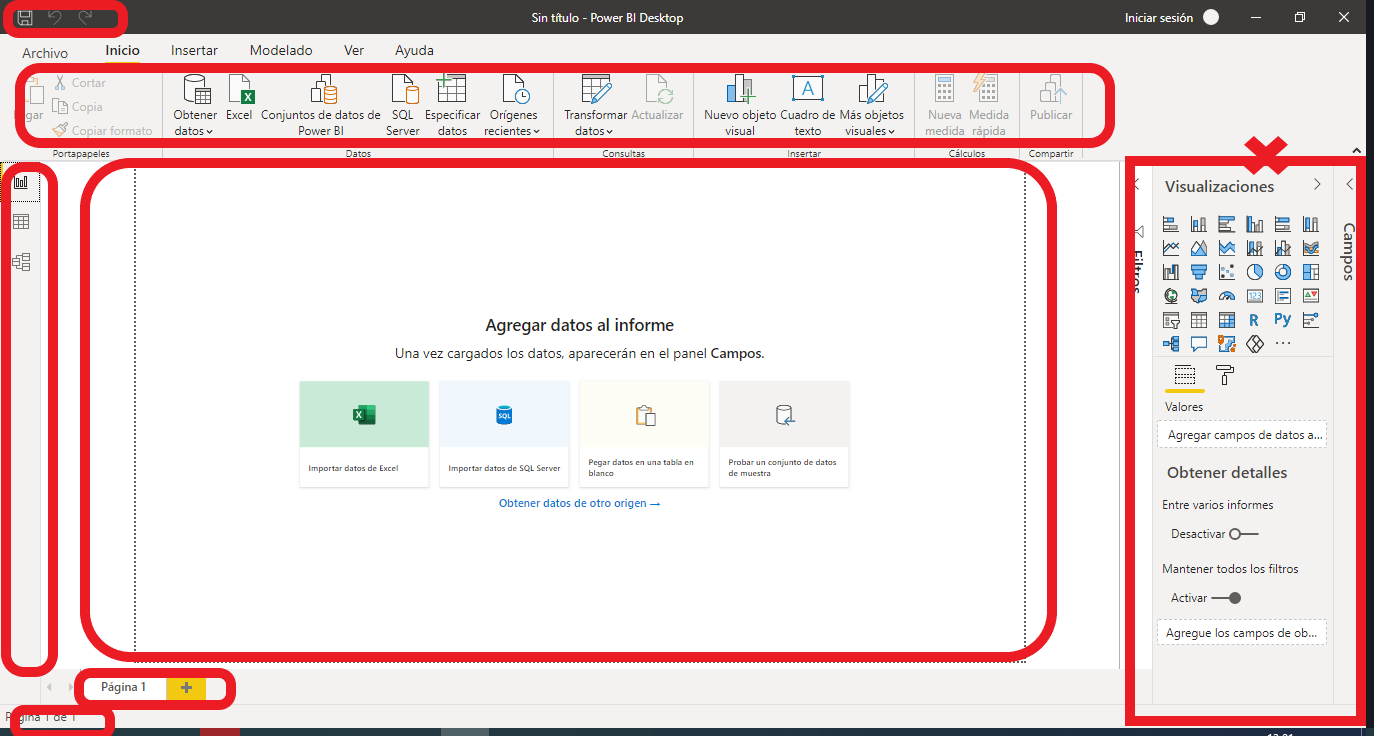 Sin título - Power BI Desktop
Iniciar sesión
Archivo Inicio Insertar Modelado Ver Ayuda
Cortar
Copia
Copiar formato
Portapapeles
Obtener datos
Excel
Conjuntos de datos de Power BI
SQL Server
Especificar datos
Orígenes recientes
Datos
Transformar datos
Actualizar
Consultas
Nuevo objeto visual
Cuadro de texto
Más objetos visuales
Insertar
Nueva medida
Medida rápida
Cálculos
Publicar
Compartir
Agregar datos al informe
Una vez cargados los datos, aparecerán en el panel Campos.
Importar datos de Excel
SQL
Importar datos de SQL Server
Pegar datos en una tabla en
blanco
Probar un conjunto de datos
de muestra
Obtener datos de otro origen →
Filtros
Visualizaciones
123
R Py
Valores
Agregar campos de datos a...
Obtener detalles
Entre varios informes
Desactivar
Mantener todos los filtros
Activar
Agregue los campos de ob...
Campos
Página 1
Página 1 de 1